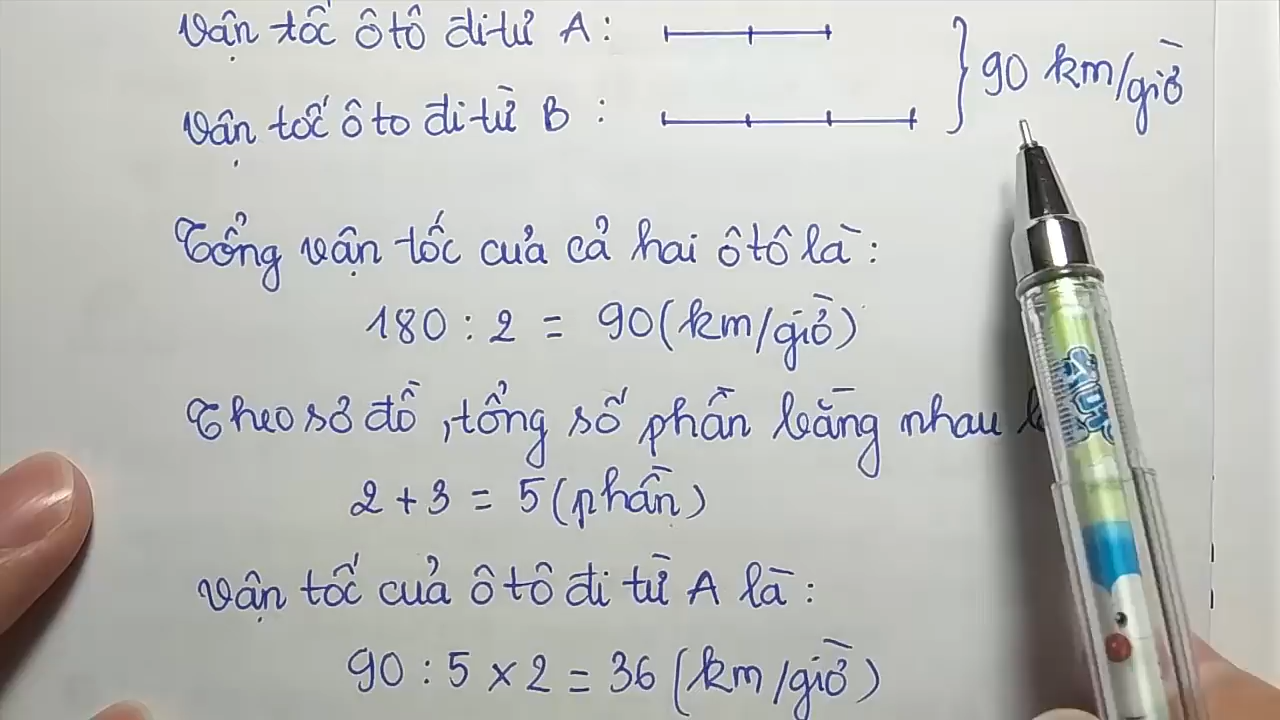 Vận tốc ô tô đi từ A:
Vận tốc ô to đi từ B:
90 km/giờ
Tổng vận tốc của cả hai ô tô là:
180 : 2 = 90 (km/giờ)
Theo sơ đồ, tổng số phần bằng nhau
2 + 3 = 5 (phần)
Vận tốc của ô tô đi từ A là:
90 : 5 x 2 = 36 (km/giờ)